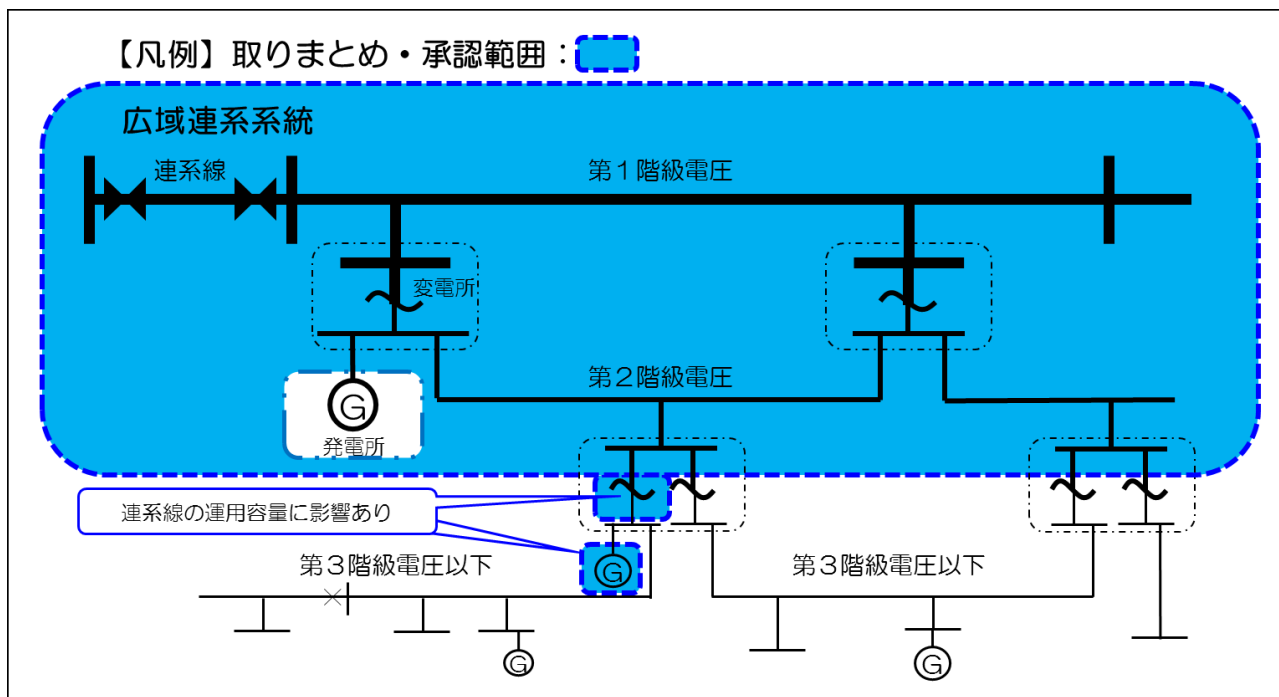 【凡例】取りまとめ・承認範囲：
広域連系系統
連系線
第１階級電圧
変電所
第２階級電圧
G
発電所
連系線の運用容量に影響あり
第３階級電圧以下
G
第３階級電圧以下
G
G